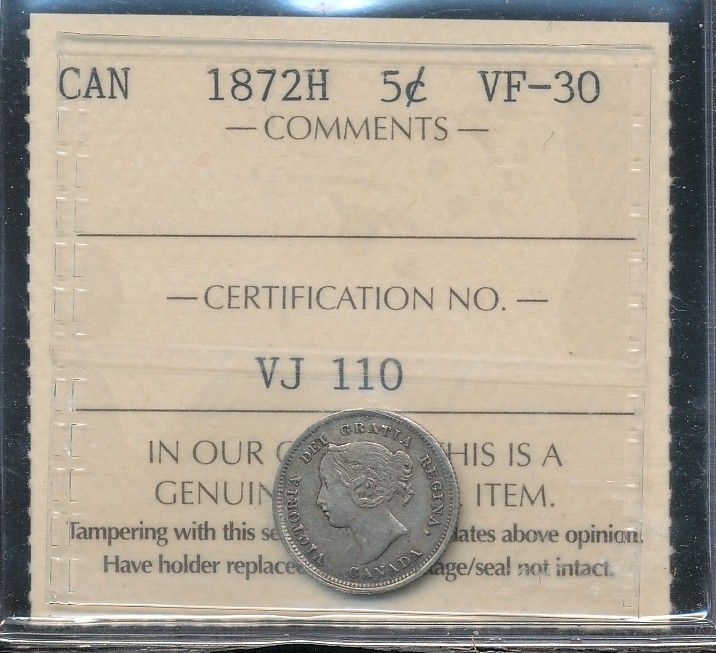 CAN 1872H 5¢ VF-30
— COMMENTS —
— CERTIFICATION NO. —
VJ 110
IN OUR HIS IS A
ITEM.
Tampering with this above opinion.
Have holder not intact.
VICTORIA DEI GRATIA REGINA.
CANADA